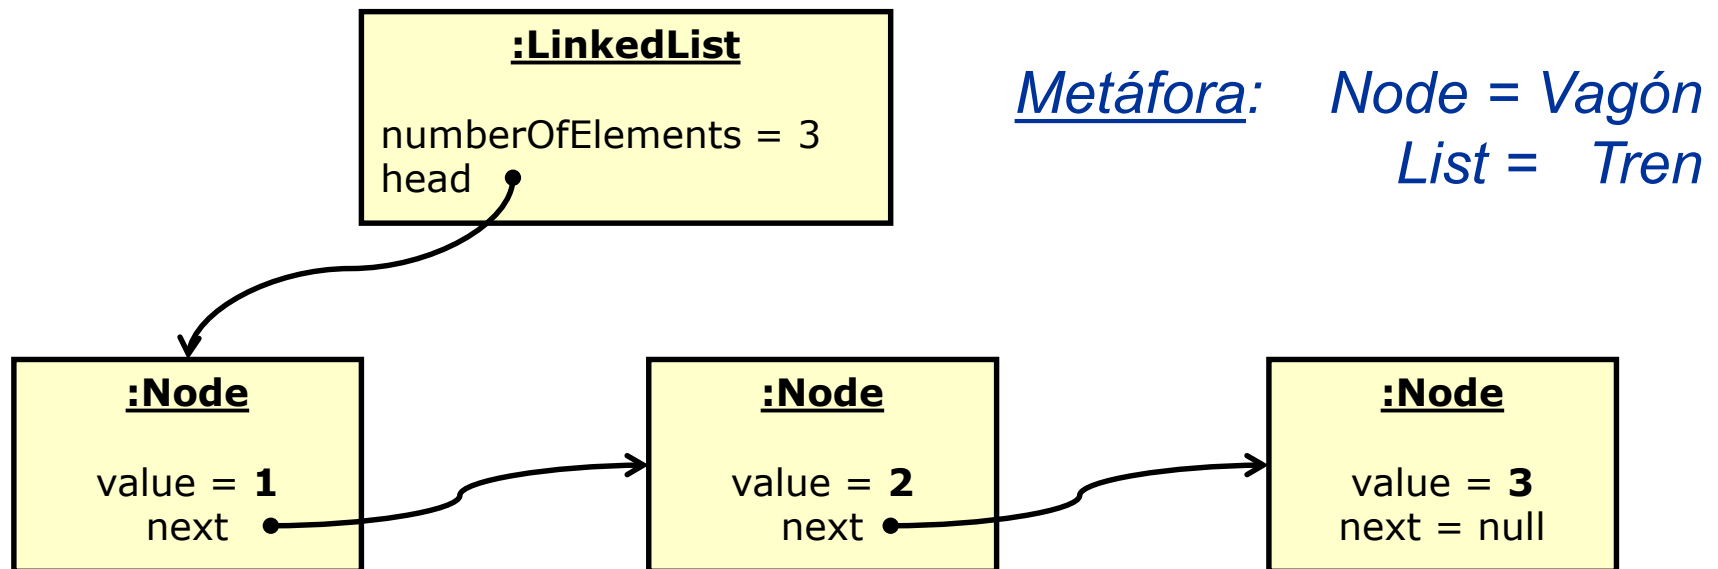 :LinkedList
numberOfElements = 3
head
Metáfora: Node = Vagón
List = Tren
:Node
value = 1
next
:Node
value = 2
next
:Node
value = 3
next = null